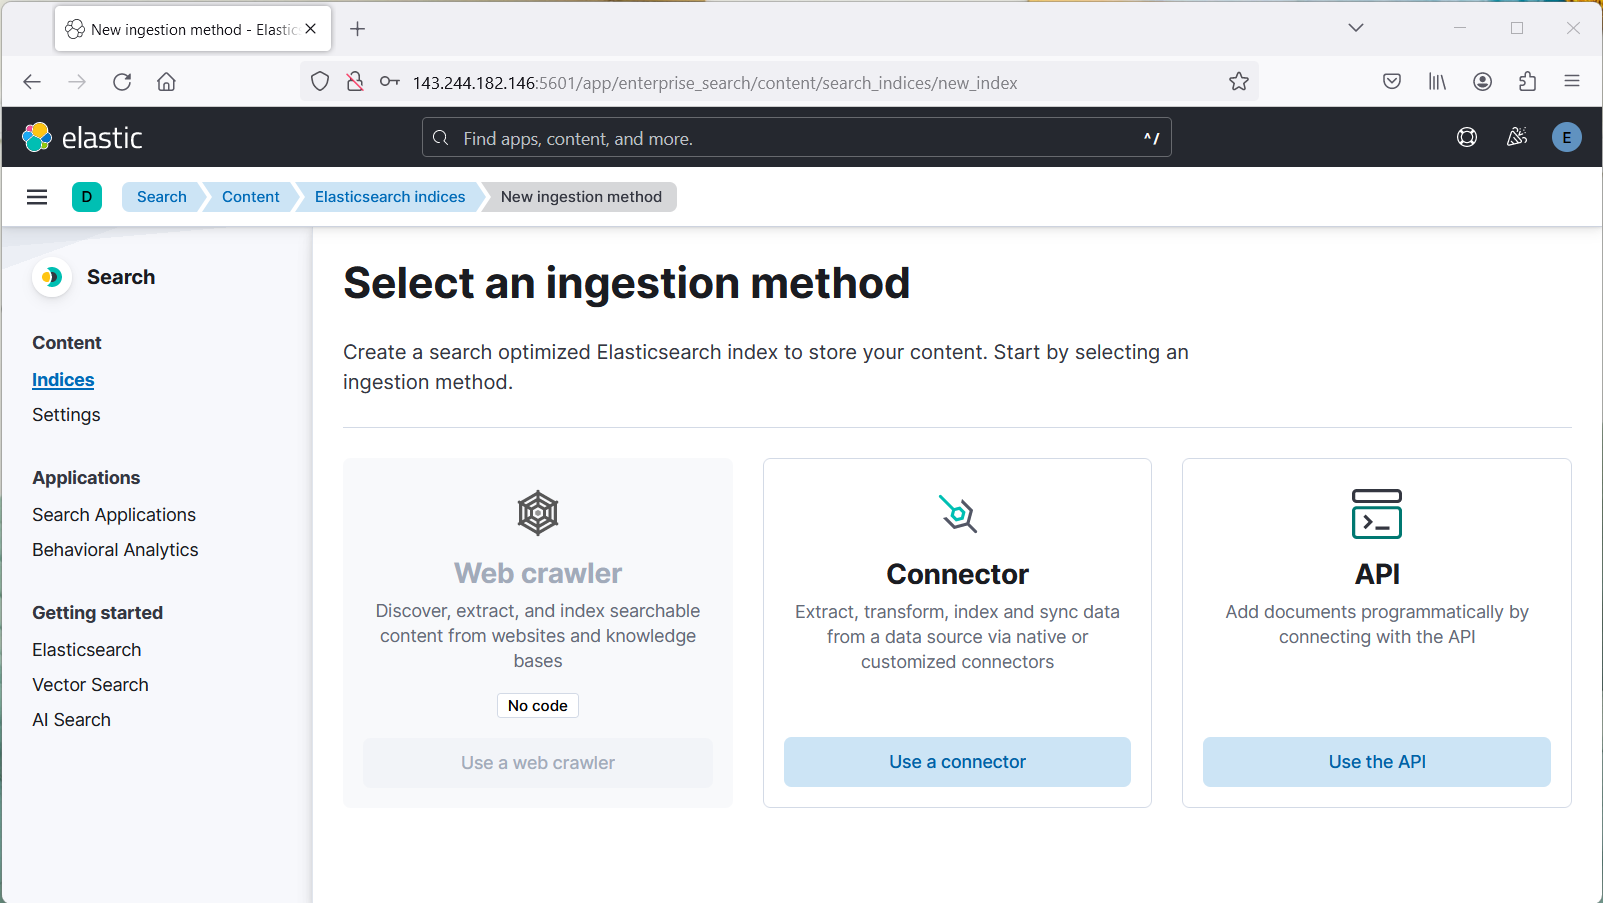 New ingestion method - Elastic
143.244.182.146:5601/app/enterprise_search/content/search_indices/new_index
elastic
Find apps, content, and more.
^ /
E
D
Search
Content
Elasticsearch indices
New ingestion method
Search
Content
Indices
Settings
Applications
Search Applications
Behavioral Analytics
Getting started
Elasticsearch
Vector Search
AI Search
Select an ingestion method
Create a search optimized Elasticsearch index to store your content. Start by selecting an
ingestion method.
Web crawler
Discover, extract, and index searchable
content from websites and knowledge
bases
No code
Use a web crawler
Connector
Extract, transform, index and sync data
from a data source via native or
customized connectors
Use a connector
API
Add documents programmatically by
connecting with the API
Use the API